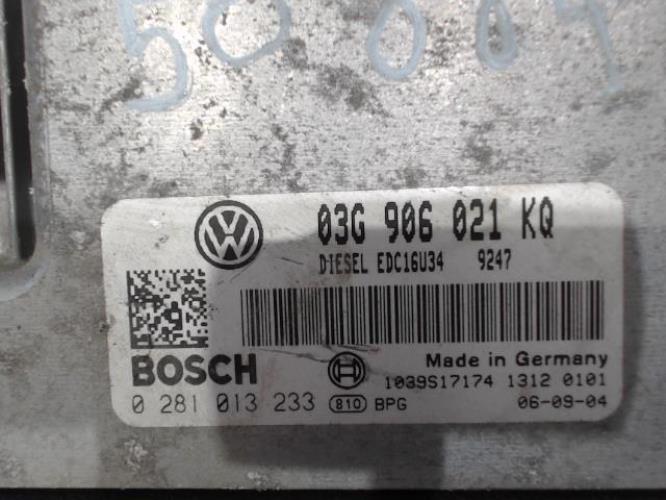 03G 906 021 KQ
DIESEL EDC16U34 9247
BOSCH
Made in Germany
1039S17174 1312 0101
0 281 013 233 810 BPG 06-09-04